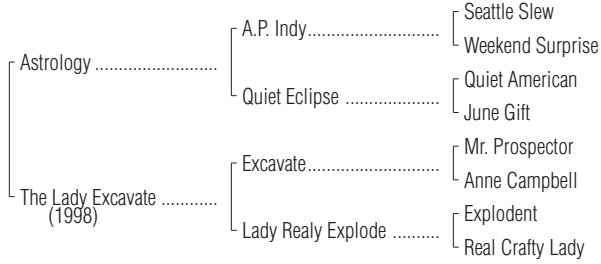 Seattle Slew
A.P. Indy............................
Weekend Surprise
Astrology ..........................
Quiet American
Quiet Eclipse ....................
June Gift
Mr. Prospector
Excavate............................
Anne Campbell
The Lady Excavate ............
(1998)
Explodent
Lady Realy Explode ..........
Real Crafty Lady